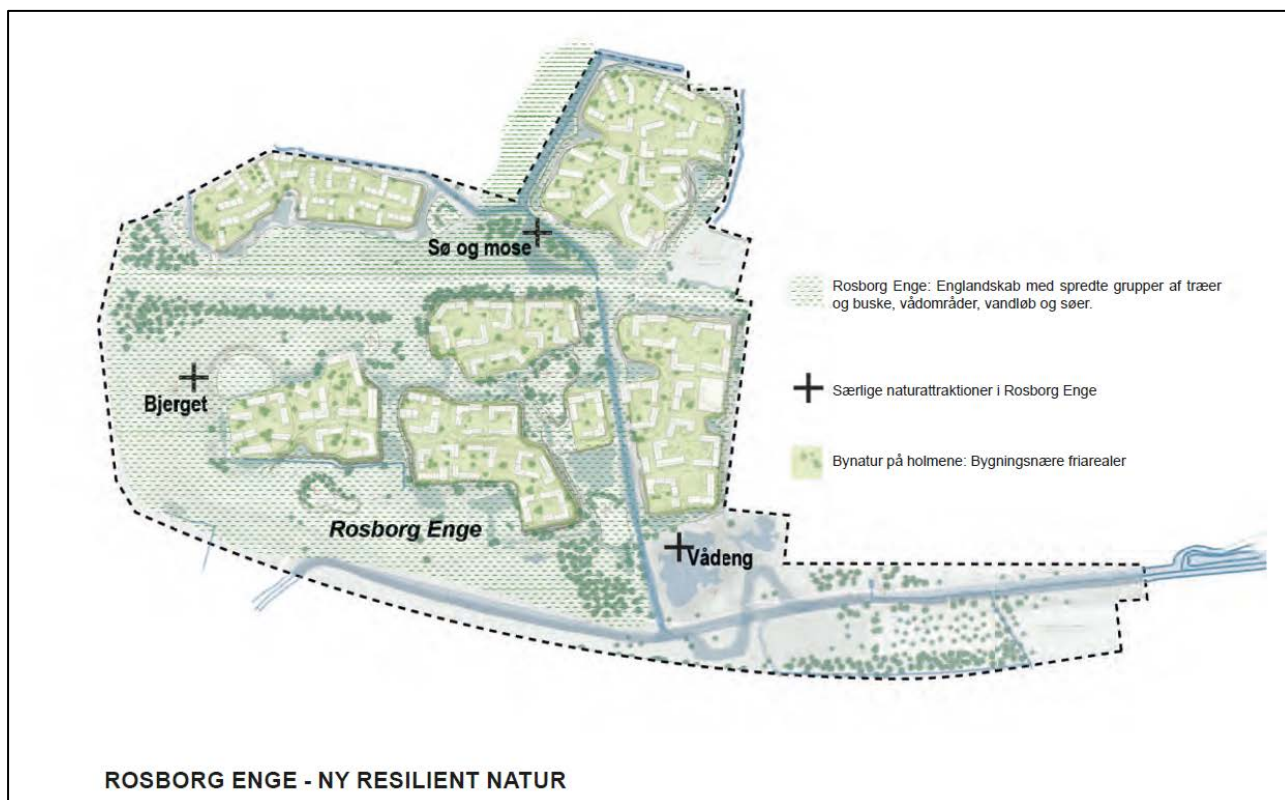 Sø og mose
Rosborg Enge: Englandskab med spredte grupper af træer
og buske, vådområder, vandløb og søer.
Særlige naturattraktioner i Rosborg Enge
Bjerget
Bynatur på holmene: Bygningsnære friarealer
Rosborg Enge
Vådeng
ROSBORG ENGE - NY RESILIENT NATUR